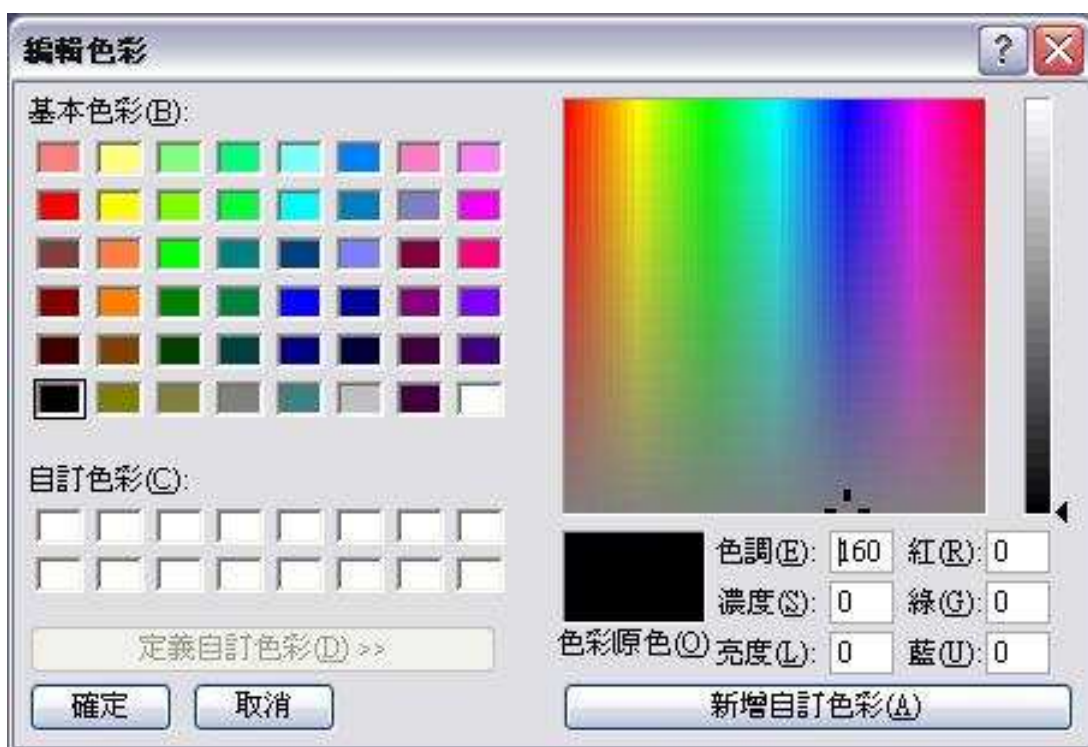 編輯色彩
基本色彩(B):
自訂色彩(C):
定義自訂色彩(D) >>
確定 取消
色彩原色(O)
色調(E): 160 紅(R): 0
濃度(S): 0 綠(G): 0
亮度(L): 0 藍(U): 0
新增自訂色彩(A)